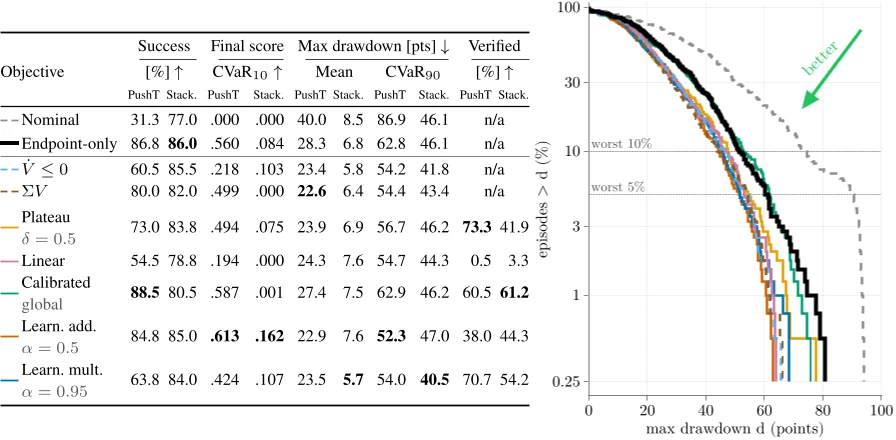 Success Final score Max drawdown [pts] ↓ Verified
Objective [%] ↑ CVaR₁₀ ↑ Mean CVaR₉₀ [%] ↑
PushT Stack. PushT Stack. PushT Stack. PushT Stack. PushT Stack.
Nominal 31.3 77.0 .000 .000 40.0 8.5 86.9 46.1 n/a
Endpoint-only 86.8 86.0 .560 .084 28.3 6.8 62.8 46.1 n/a
V̇ ≤ 0 60.5 85.5 .218 .103 23.4 5.8 54.2 41.8 n/a
ΣV 80.0 82.0 .499 .000 22.6 6.4 54.4 43.4 n/a
Plateau
δ = 0.5 73.0 83.8 .494 .075 23.9 6.9 56.7 46.2 73.3 41.9
Linear 54.5 78.8 .194 .000 24.3 7.6 54.7 44.3 0.5 3.3
Calibrated
global 88.5 80.5 .587 .001 27.4 7.5 62.9 46.2 60.5 61.2
Learn. add.
α = 0.5 84.8 85.0 .613 .162 22.9 7.6 52.3 47.0 38.0 44.3
Learn. mult.
α = 0.95 63.8 84.0 .424 .107 23.5 5.7 54.0 40.5 70.7 54.2
episodes > d (%)
100
30
10
3
1
0.25
better
worst 10%
worst 5%
0 20 40 60 80 100
max drawdown d (points)